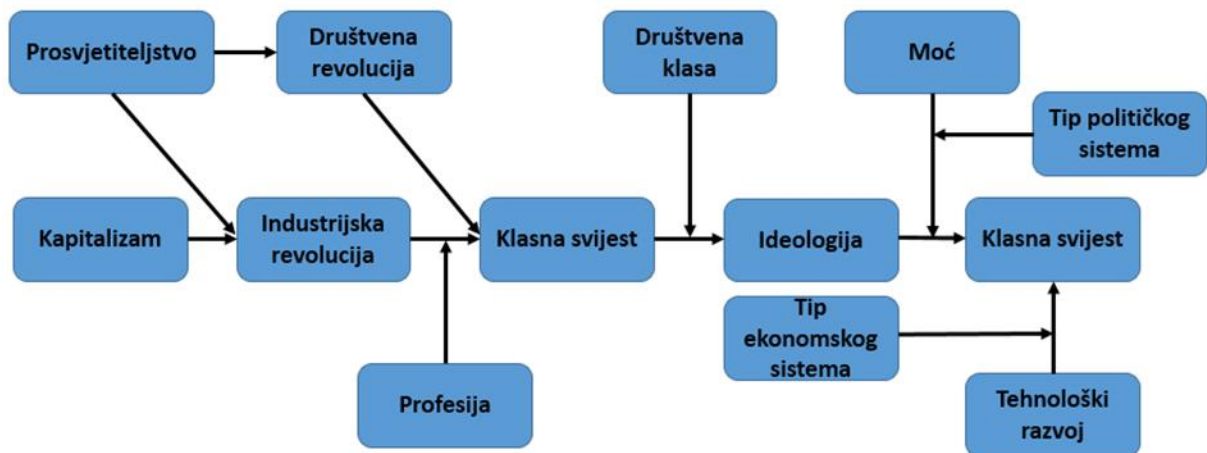 Prosvjetiteljstvo
Društvena
revolucija
Društvena
klasa
Moć
Tip političkog
sistema
Kapitalizam
Industrijska
revolucija
Klasna svijest
Ideologija
Klasna svijest
Tip
ekonomskog
sistema
Profesija
Tehnološki
razvoj